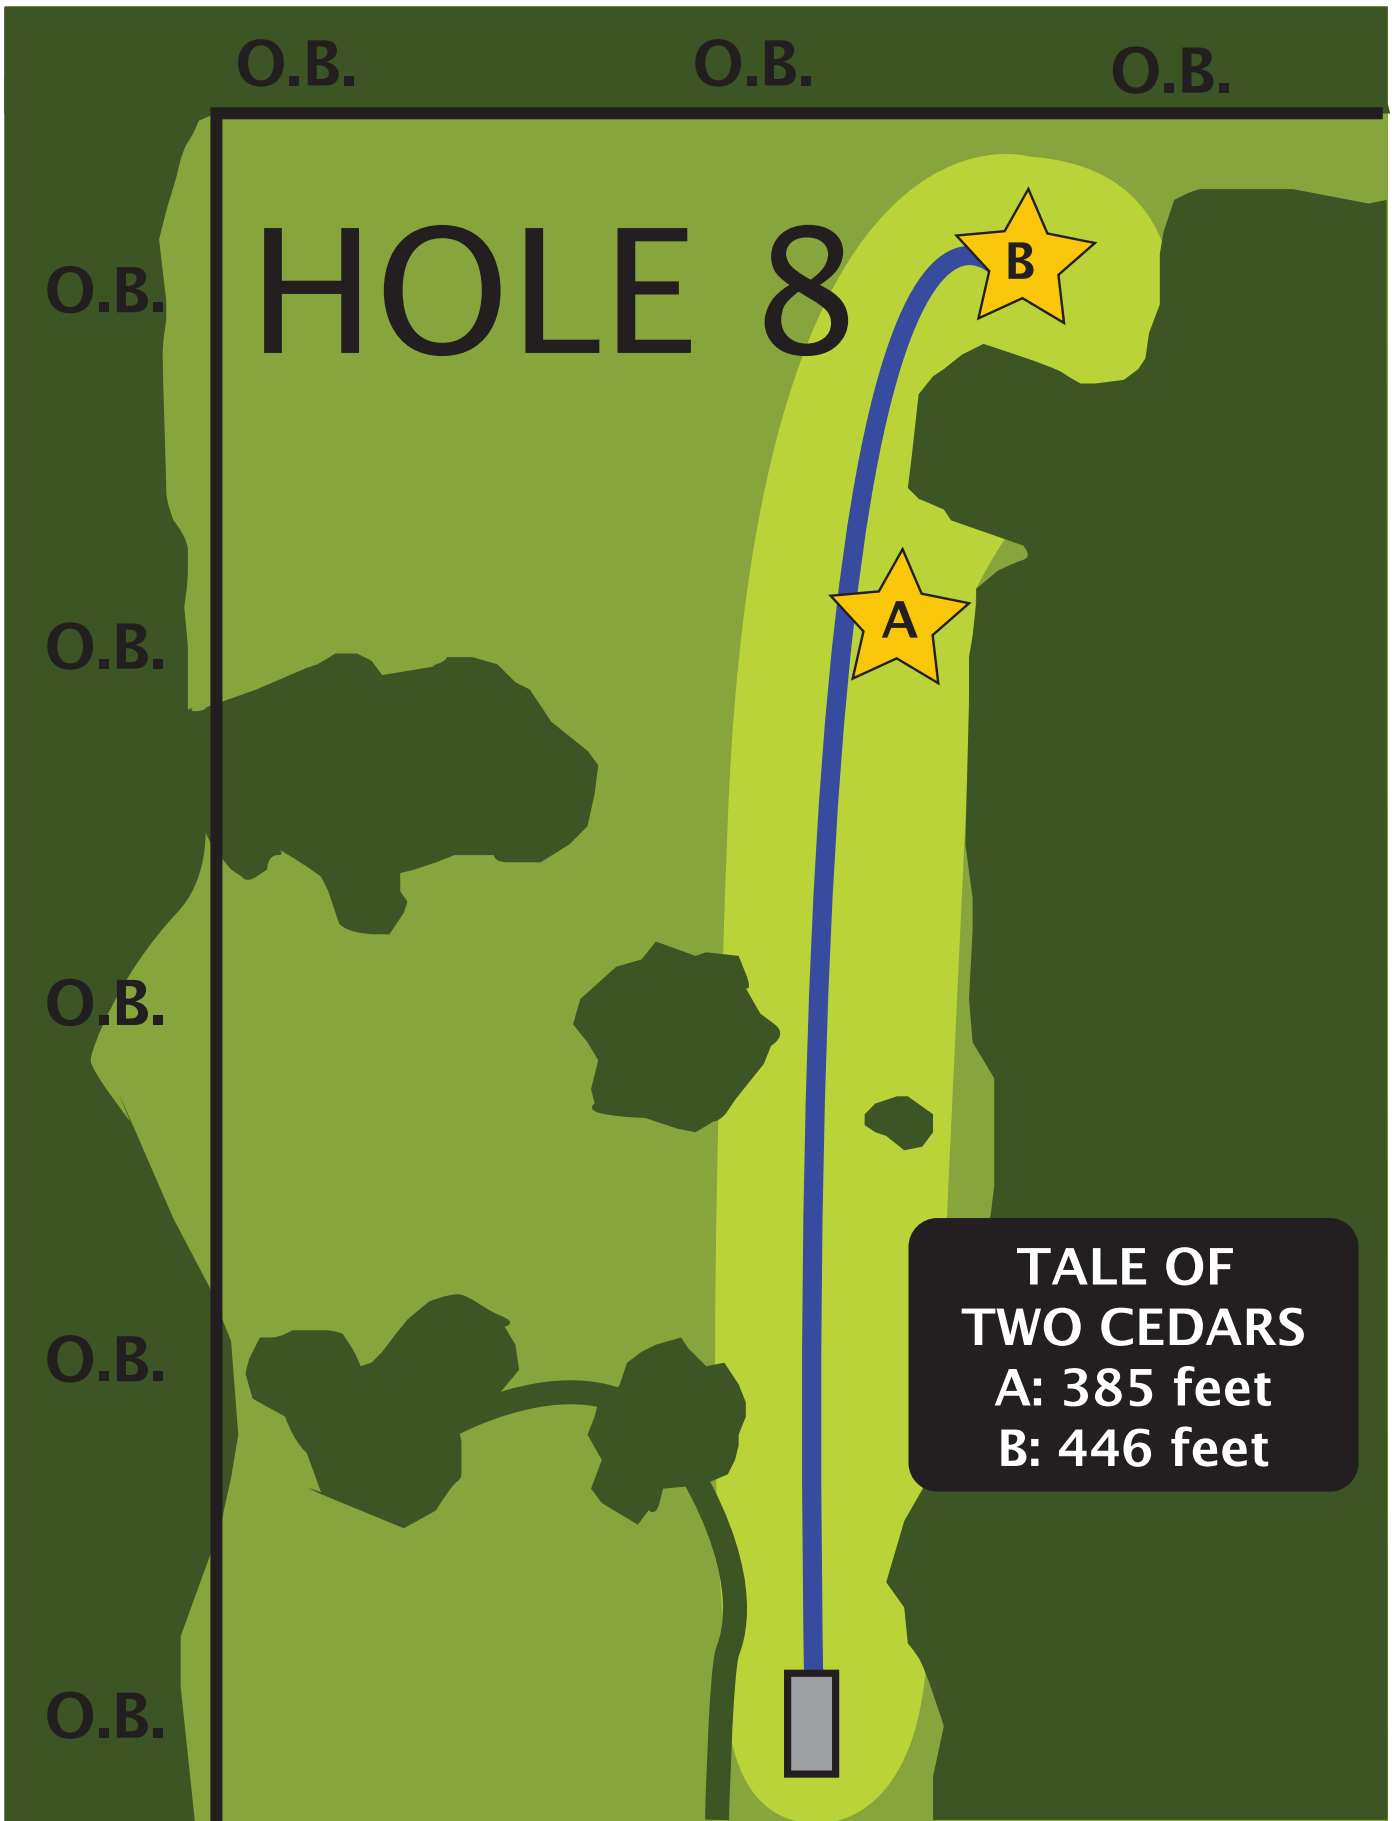 O.B. O.B. O.B.
O.B.
HOLE 8
B
A
O.B.
O.B.
TALE OF
TWO CEDARS
A: 385 feet
B: 446 feet
O.B.
O.B.